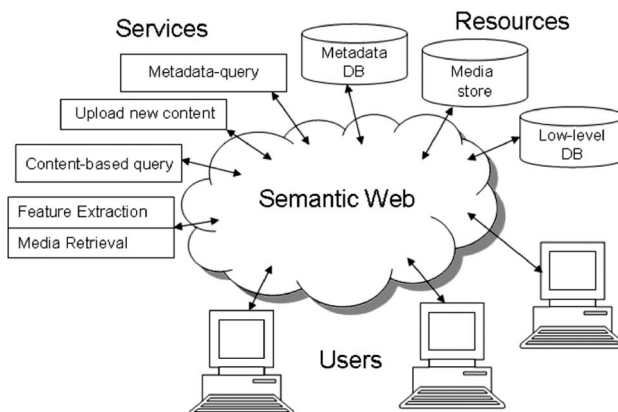 Services
Resources
Metadata-query
Metadata
DB
Media
store
Upload new content
Low-level
DB
Content-based query
Semantic Web
Feature Extraction
Media Retrieval
Users